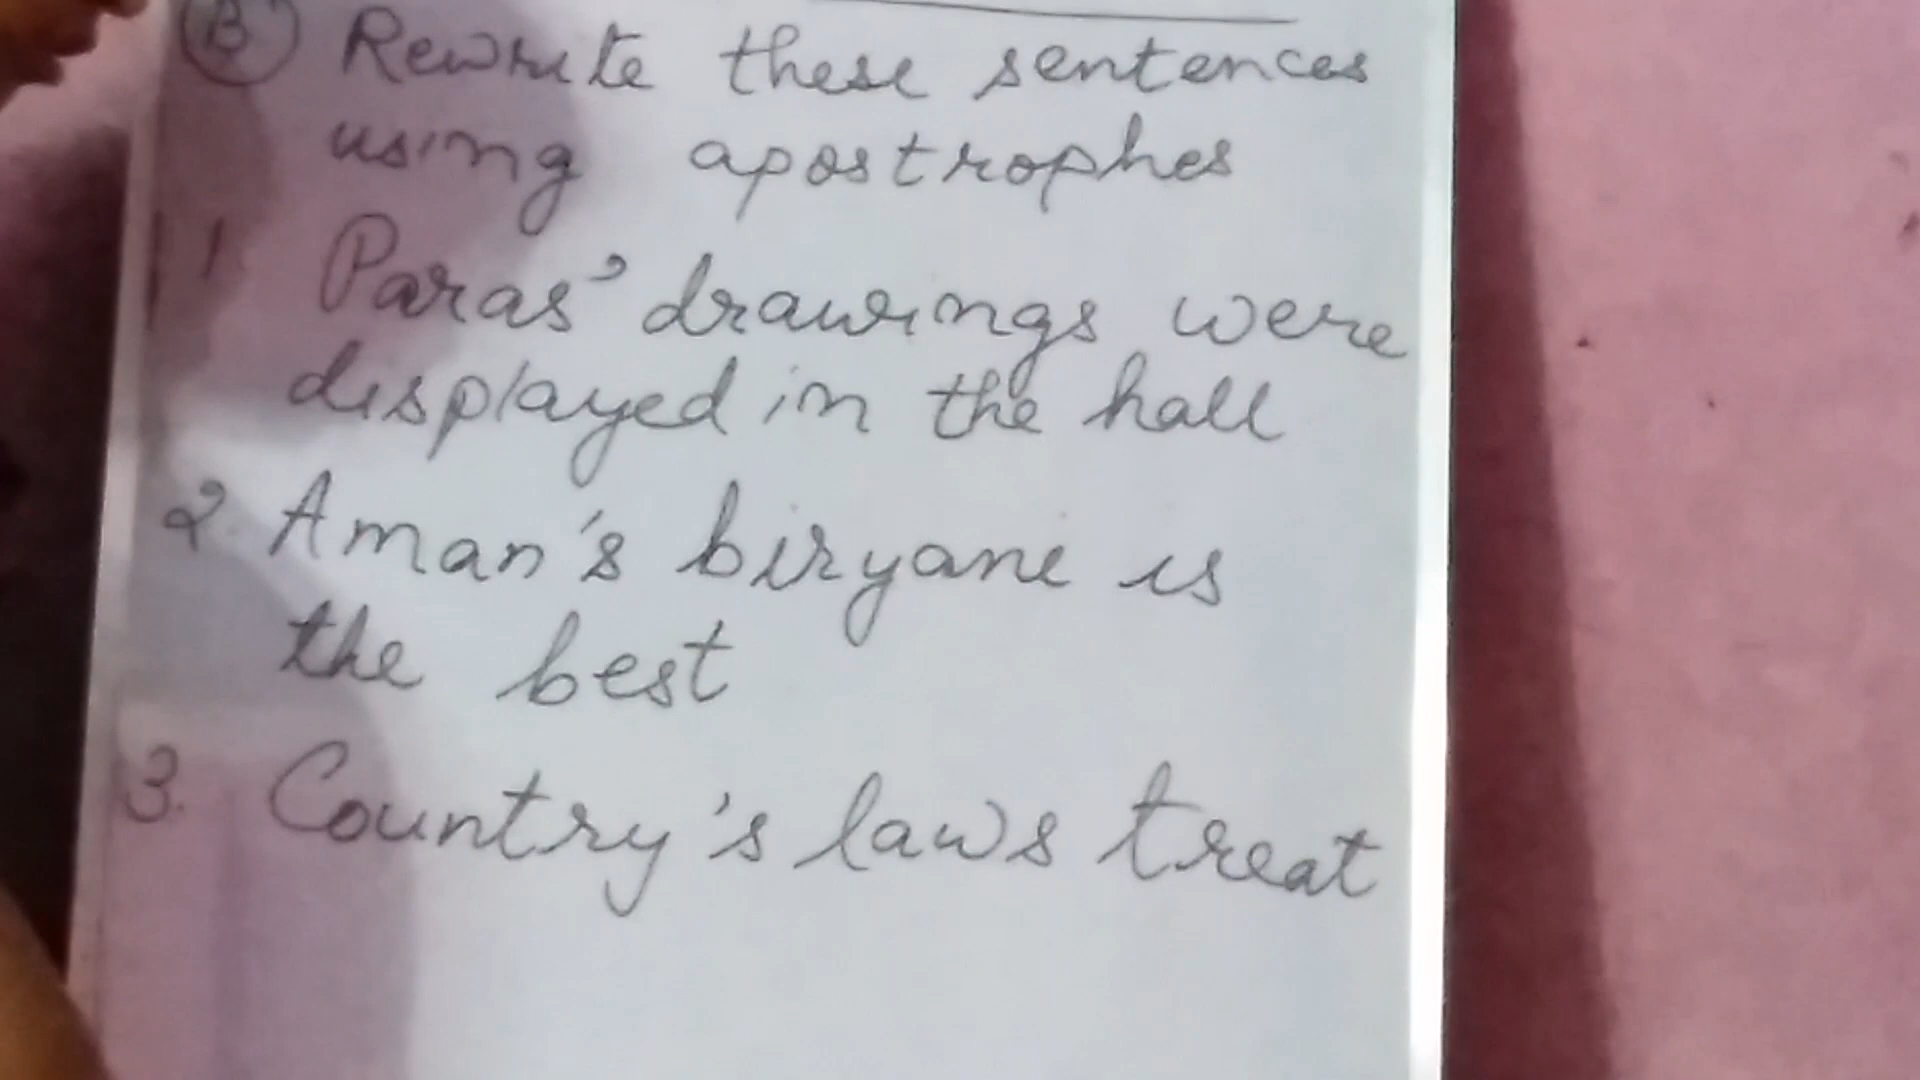 B Rewrite these sentences
using apostrophes
1 Paras' drawings were
displayed in the hall
2. Aman's biryani is
the best
3. Country's laws treat